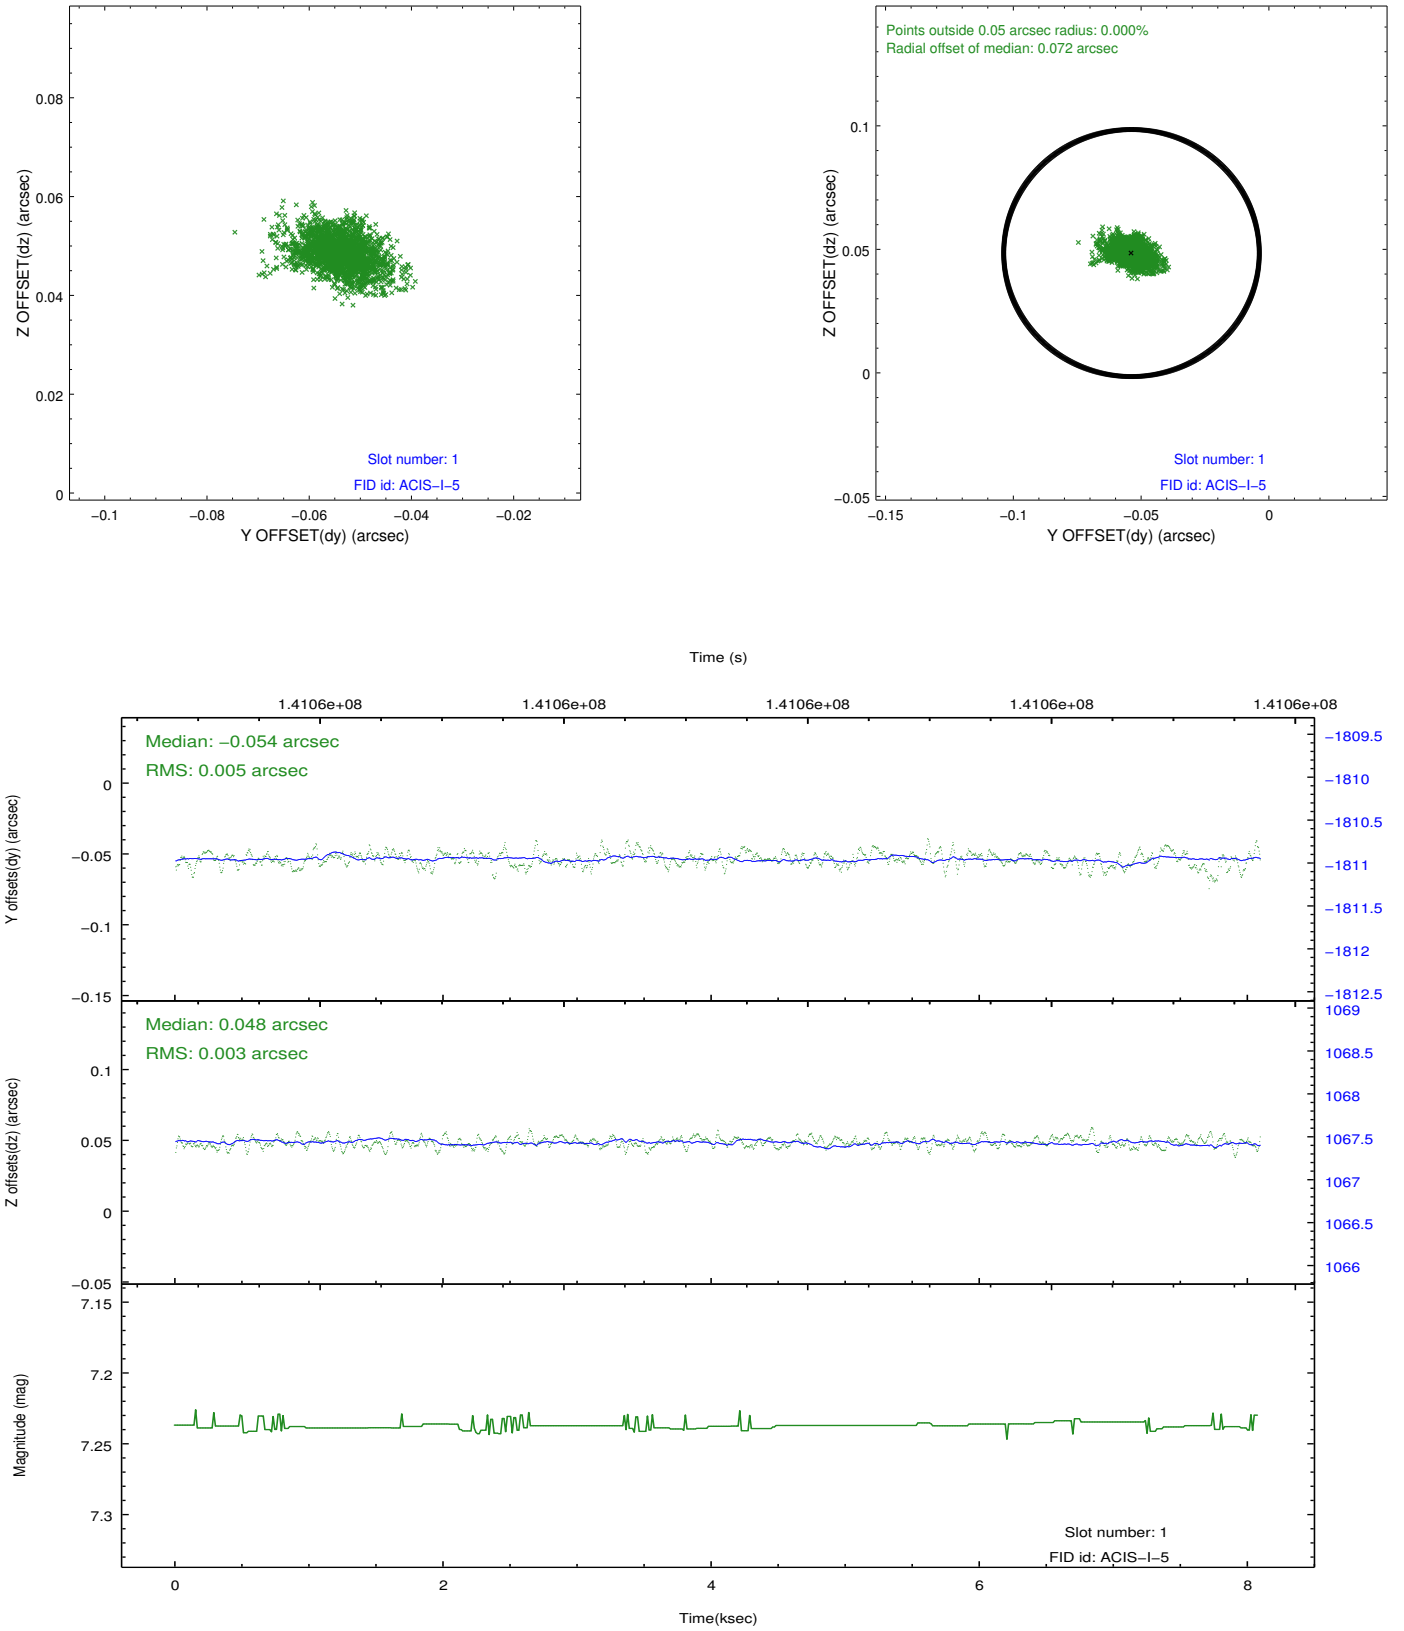 0.08
0.06
0.04
0.02
0
Z OFFSET(dz) (arcsec)
−0.1
−0.08
−0.06
−0.04
−0.02
Y OFFSET(dy) (arcsec)
Slot number: 1
FID id: ACIS−I−5
Points outside 0.05 arcsec radius: 0.000%
Radial offset of median: 0.072 arcsec
0.1
0.05
0
−0.05
Z OFFSET(dz) (arcsec)
−0.15
−0.1
−0.05
0
Y OFFSET(dy) (arcsec)
Slot number: 1
FID id: ACIS−I−5
Time (s)
1.4106e+08
1.4106e+08
1.4106e+08
1.4106e+08
1.4106e+08
Median: −0.054 arcsec
RMS: 0.005 arcsec
0
−0.05
−0.1
−0.15
Y offsets(dy) (arcsec)
−1809.5
−1810
−1810.5
−1811
−1811.5
−1812
−1812.5
Median: 0.048 arcsec
RMS: 0.003 arcsec
0.1
0.05
0
−0.05
Z offsets(dz) (arcsec)
1069
1068.5
1068
1067.5
1067
1066.5
1066
7.15
7.2
7.25
7.3
Magnitude (mag)
Slot number: 1
FID id: ACIS−I−5
0
2
4
6
8
Time(ksec)